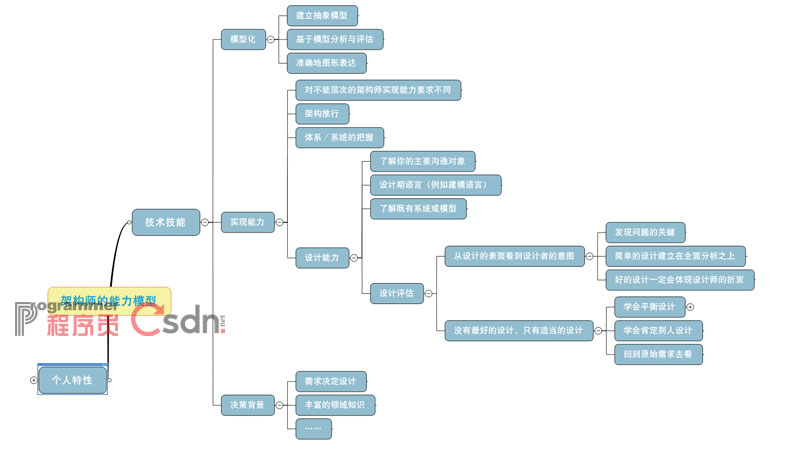 建立抽象模型
模型化
基于模型分析与评估
准确地图形表达
对不能层次的架构师实现能力要求不同
架构推行
体系/系统的把握
了解你的主要沟通对象
设计期语言（例如建模语言）
了解既有系统或模型
技术技能
实现能力
发现问题的关键
设计能力
从设计的表面看到设计者的意图
简单的设计建立在全面分析之上
好的设计一定会体现设计师的折衷
设计评估
架构师的能力模型
学会平衡设计
Programmer
程序员 Csdn.net
没有最好的设计、只有适当的设计
学会肯定别人设计
回到原始需求去看
个人特性
需求决定设计
决策背景
丰富的领域知识
……